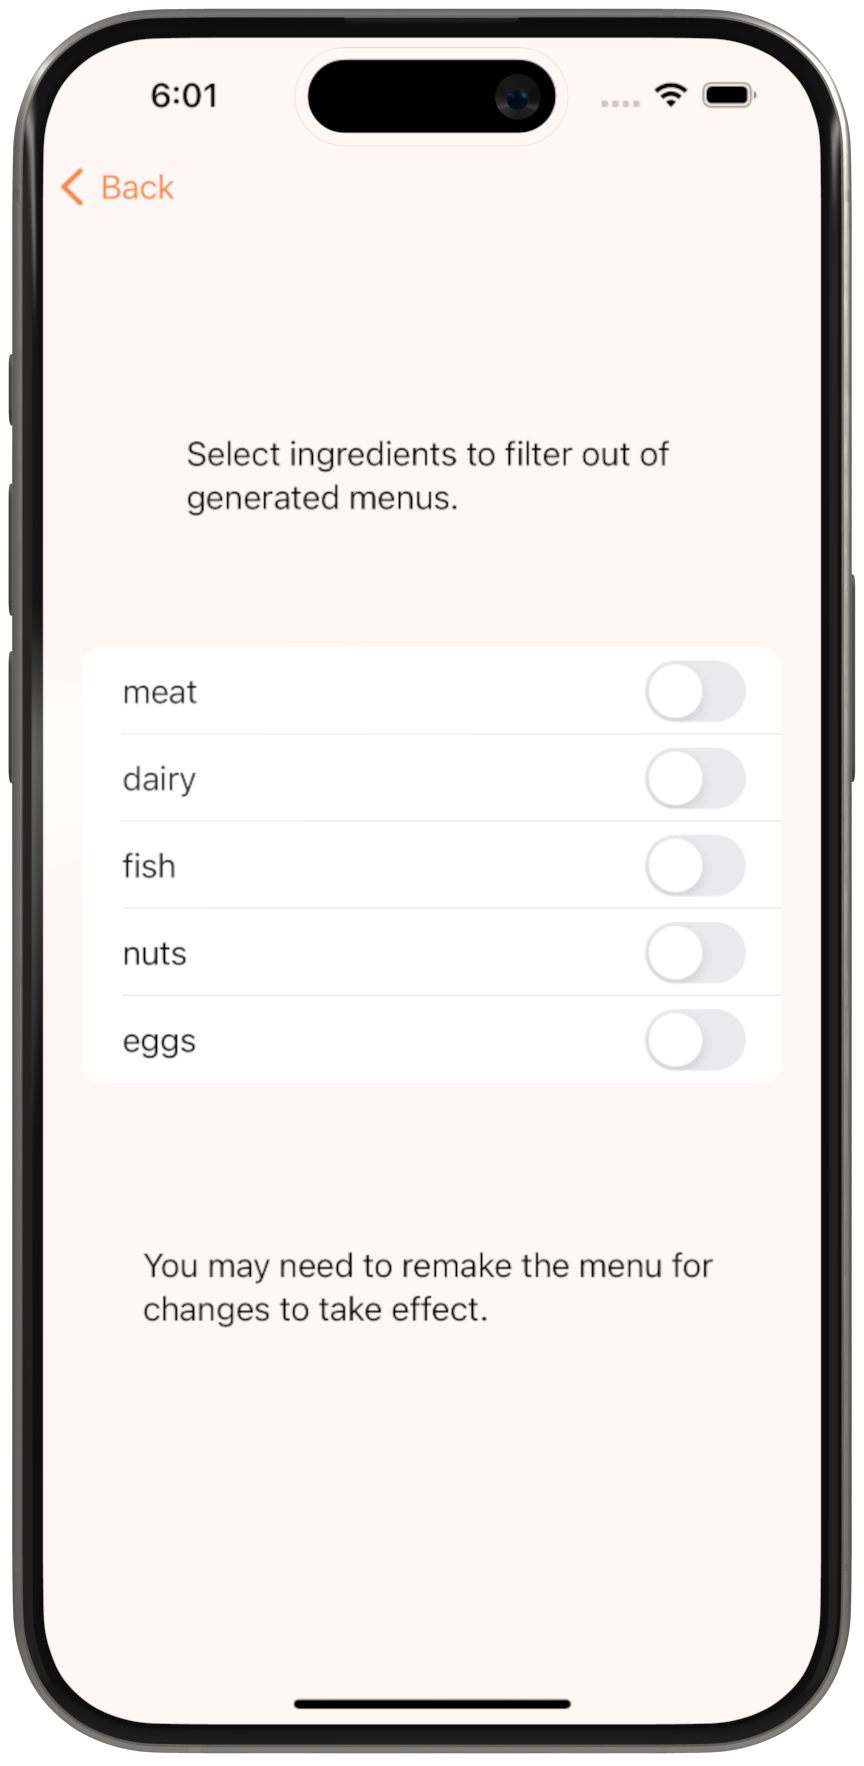 6:01
Back
Select ingredients to filter out of
generated menus.
meat
dairy
fish
nuts
eggs
You may need to remake the menu for
changes to take effect.